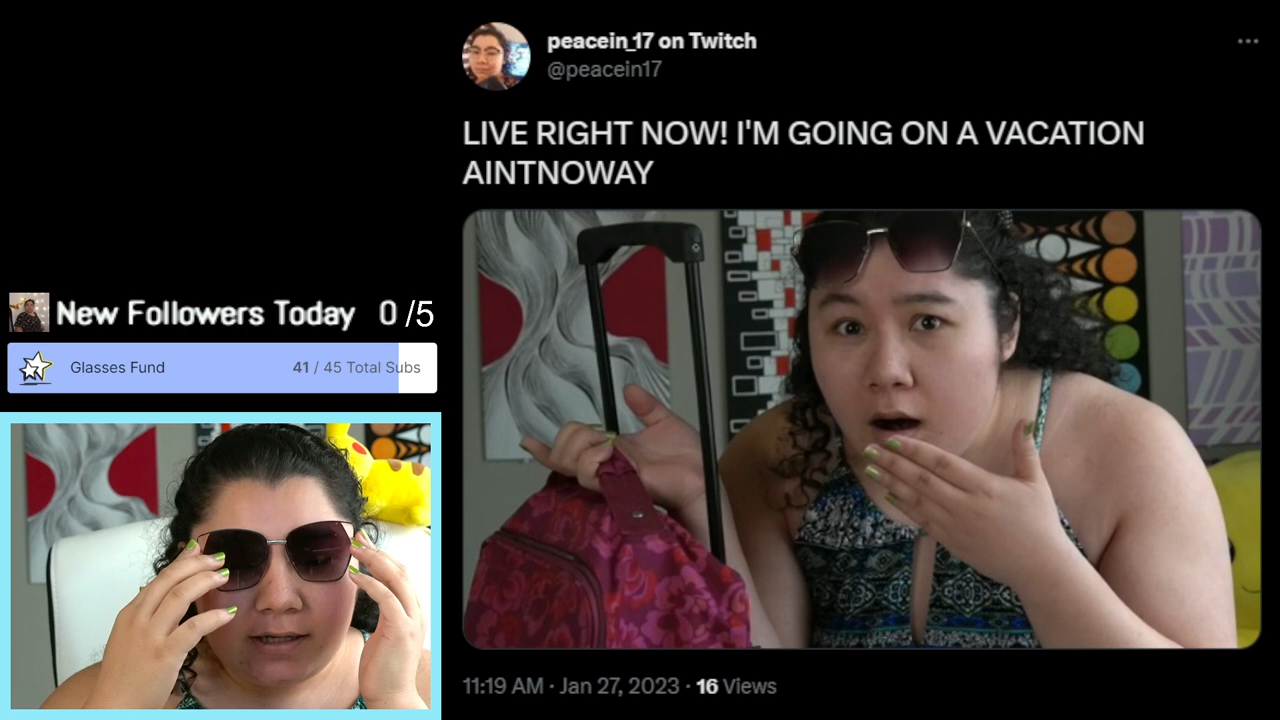 peacein_17 on Twitch
@peacein17
LIVE RIGHT NOW! I'M GOING ON A VACATION
AINTNOWAY
New Followers Today 0 /5
Glasses Fund 41 / 45 Total Subs
11:19 AM · Jan 27, 2023 · 16 Views